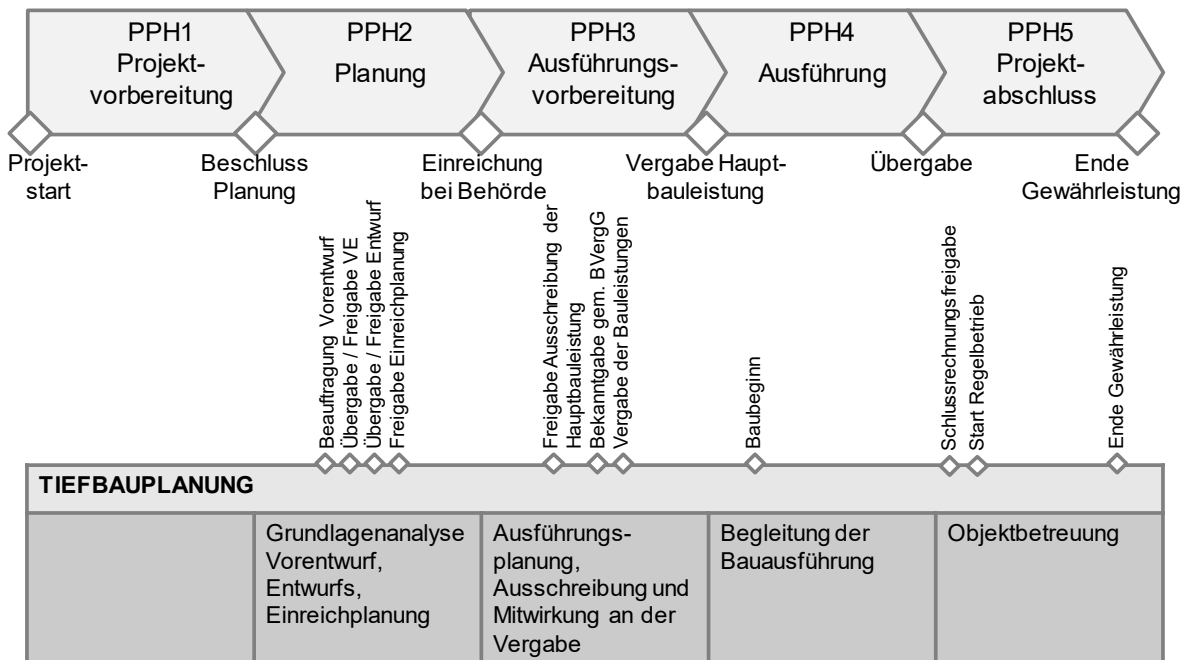 PPH1
Projekt-
vorbereitung
PPH2
Planung
PPH3
Ausführungs-
vorbereitung
PPH4
Ausführung
PPH5
Projekt-
abschluss
Projekt-
start
Beschluss
Planung
Einreichung
bei Behörde
Vergabe Haupt-
bauleistung
Übergabe
Ende
Gewährleistung
Beauftragung Vorentwurf
Übergabe / Freigabe VE
Übergabe / Freigabe Entwurf
Freigabe Einreichplanung
Freigabe Ausschreibung der
Hauptbauleistung
Bekanntgabe gem. BVergG
Vergabe der Bauleistungen
Baubeginn
Schlussrechnungsfreigabe
Start Regelbetrieb
Ende Gewährleistung
TIEFBAUPLANUNG
Grundlagenanalyse
Vorentwurf,
Entwurfs,
Einreichplanung
Ausführungs-
planung,
Ausschreibung und
Mitwirkung an der
Vergabe
Begleitung der
Bauausführung
Objektbetreuung